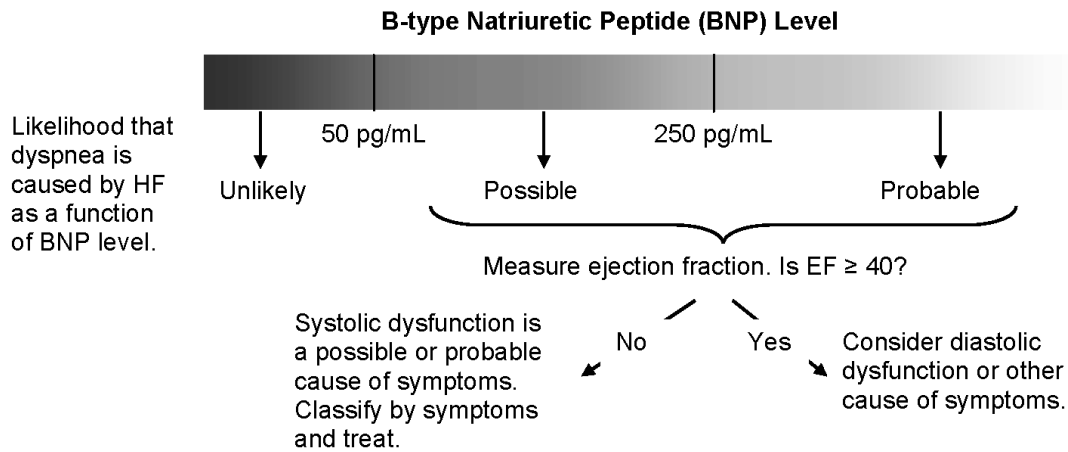 B-type Natriuretic Peptide (BNP) Level
Likelihood that
dyspnea is
caused by HF
as a function
of BNP level.
50 pg/mL
250 pg/mL
Unlikely
Possible
Probable
Measure ejection fraction. Is EF ≥ 40?
No
Yes
Systolic dysfunction is
a possible or probable
cause of symptoms.
Classify by symptoms
and treat.
Consider diastolic
dysfunction or other
cause of symptoms.